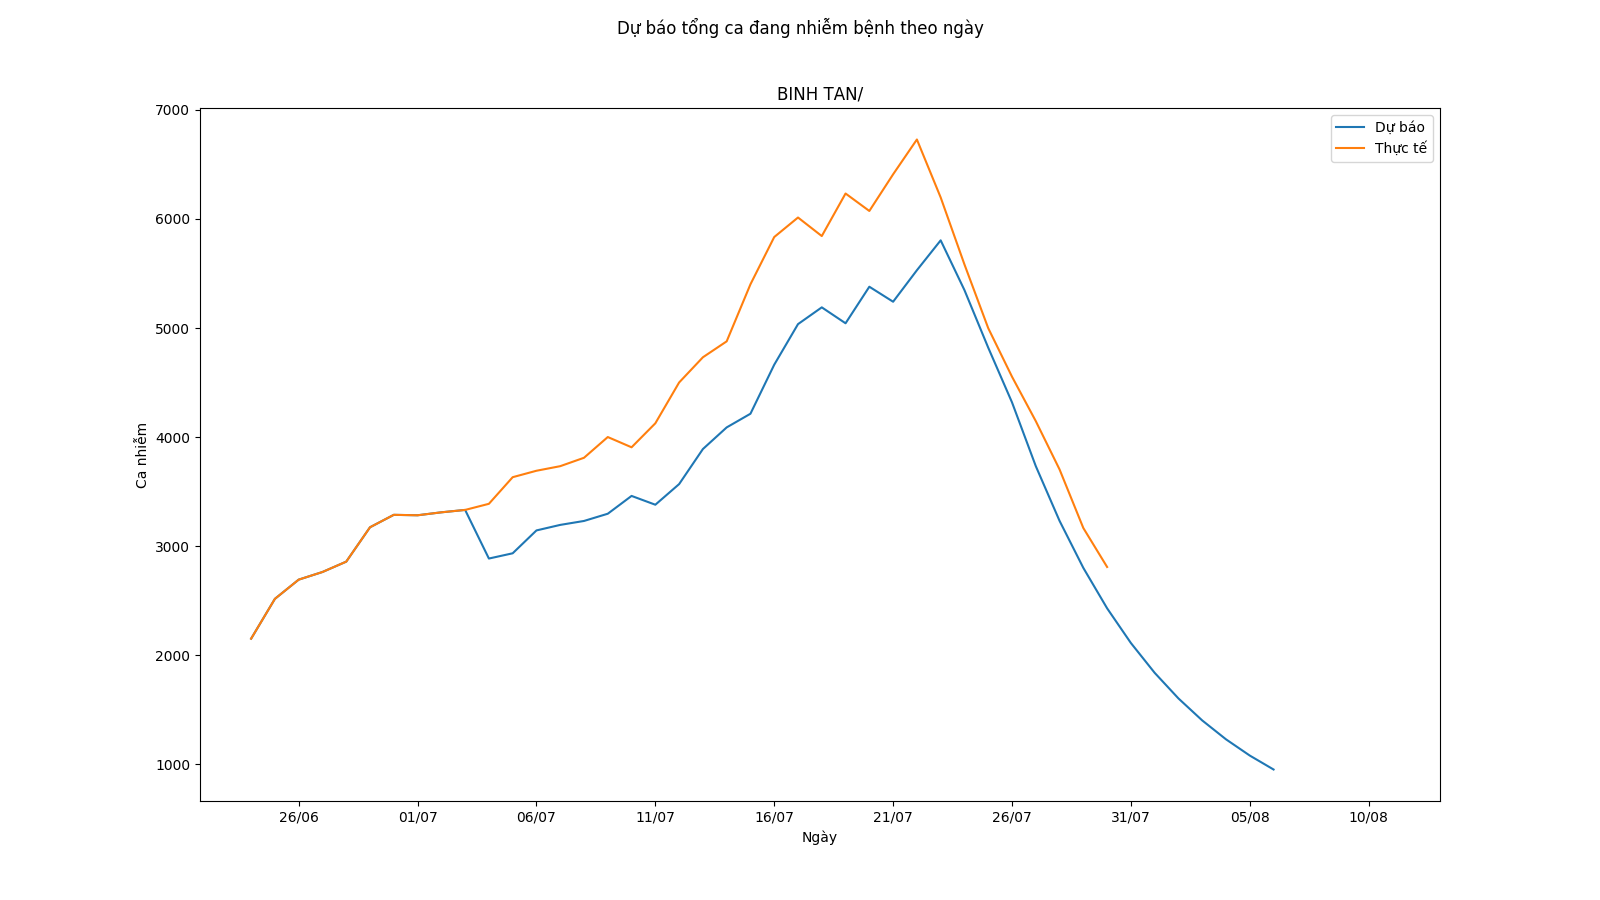 Dự báo tổng ca đang nhiễm bệnh theo ngày
BINH TAN/
Dự báo
Thực tế
Ca nhiễm
7000
6000
5000
4000
3000
2000
1000
26/06 01/07 06/07 11/07 16/07 21/07 26/07 31/07 05/08 10/08
Ngày